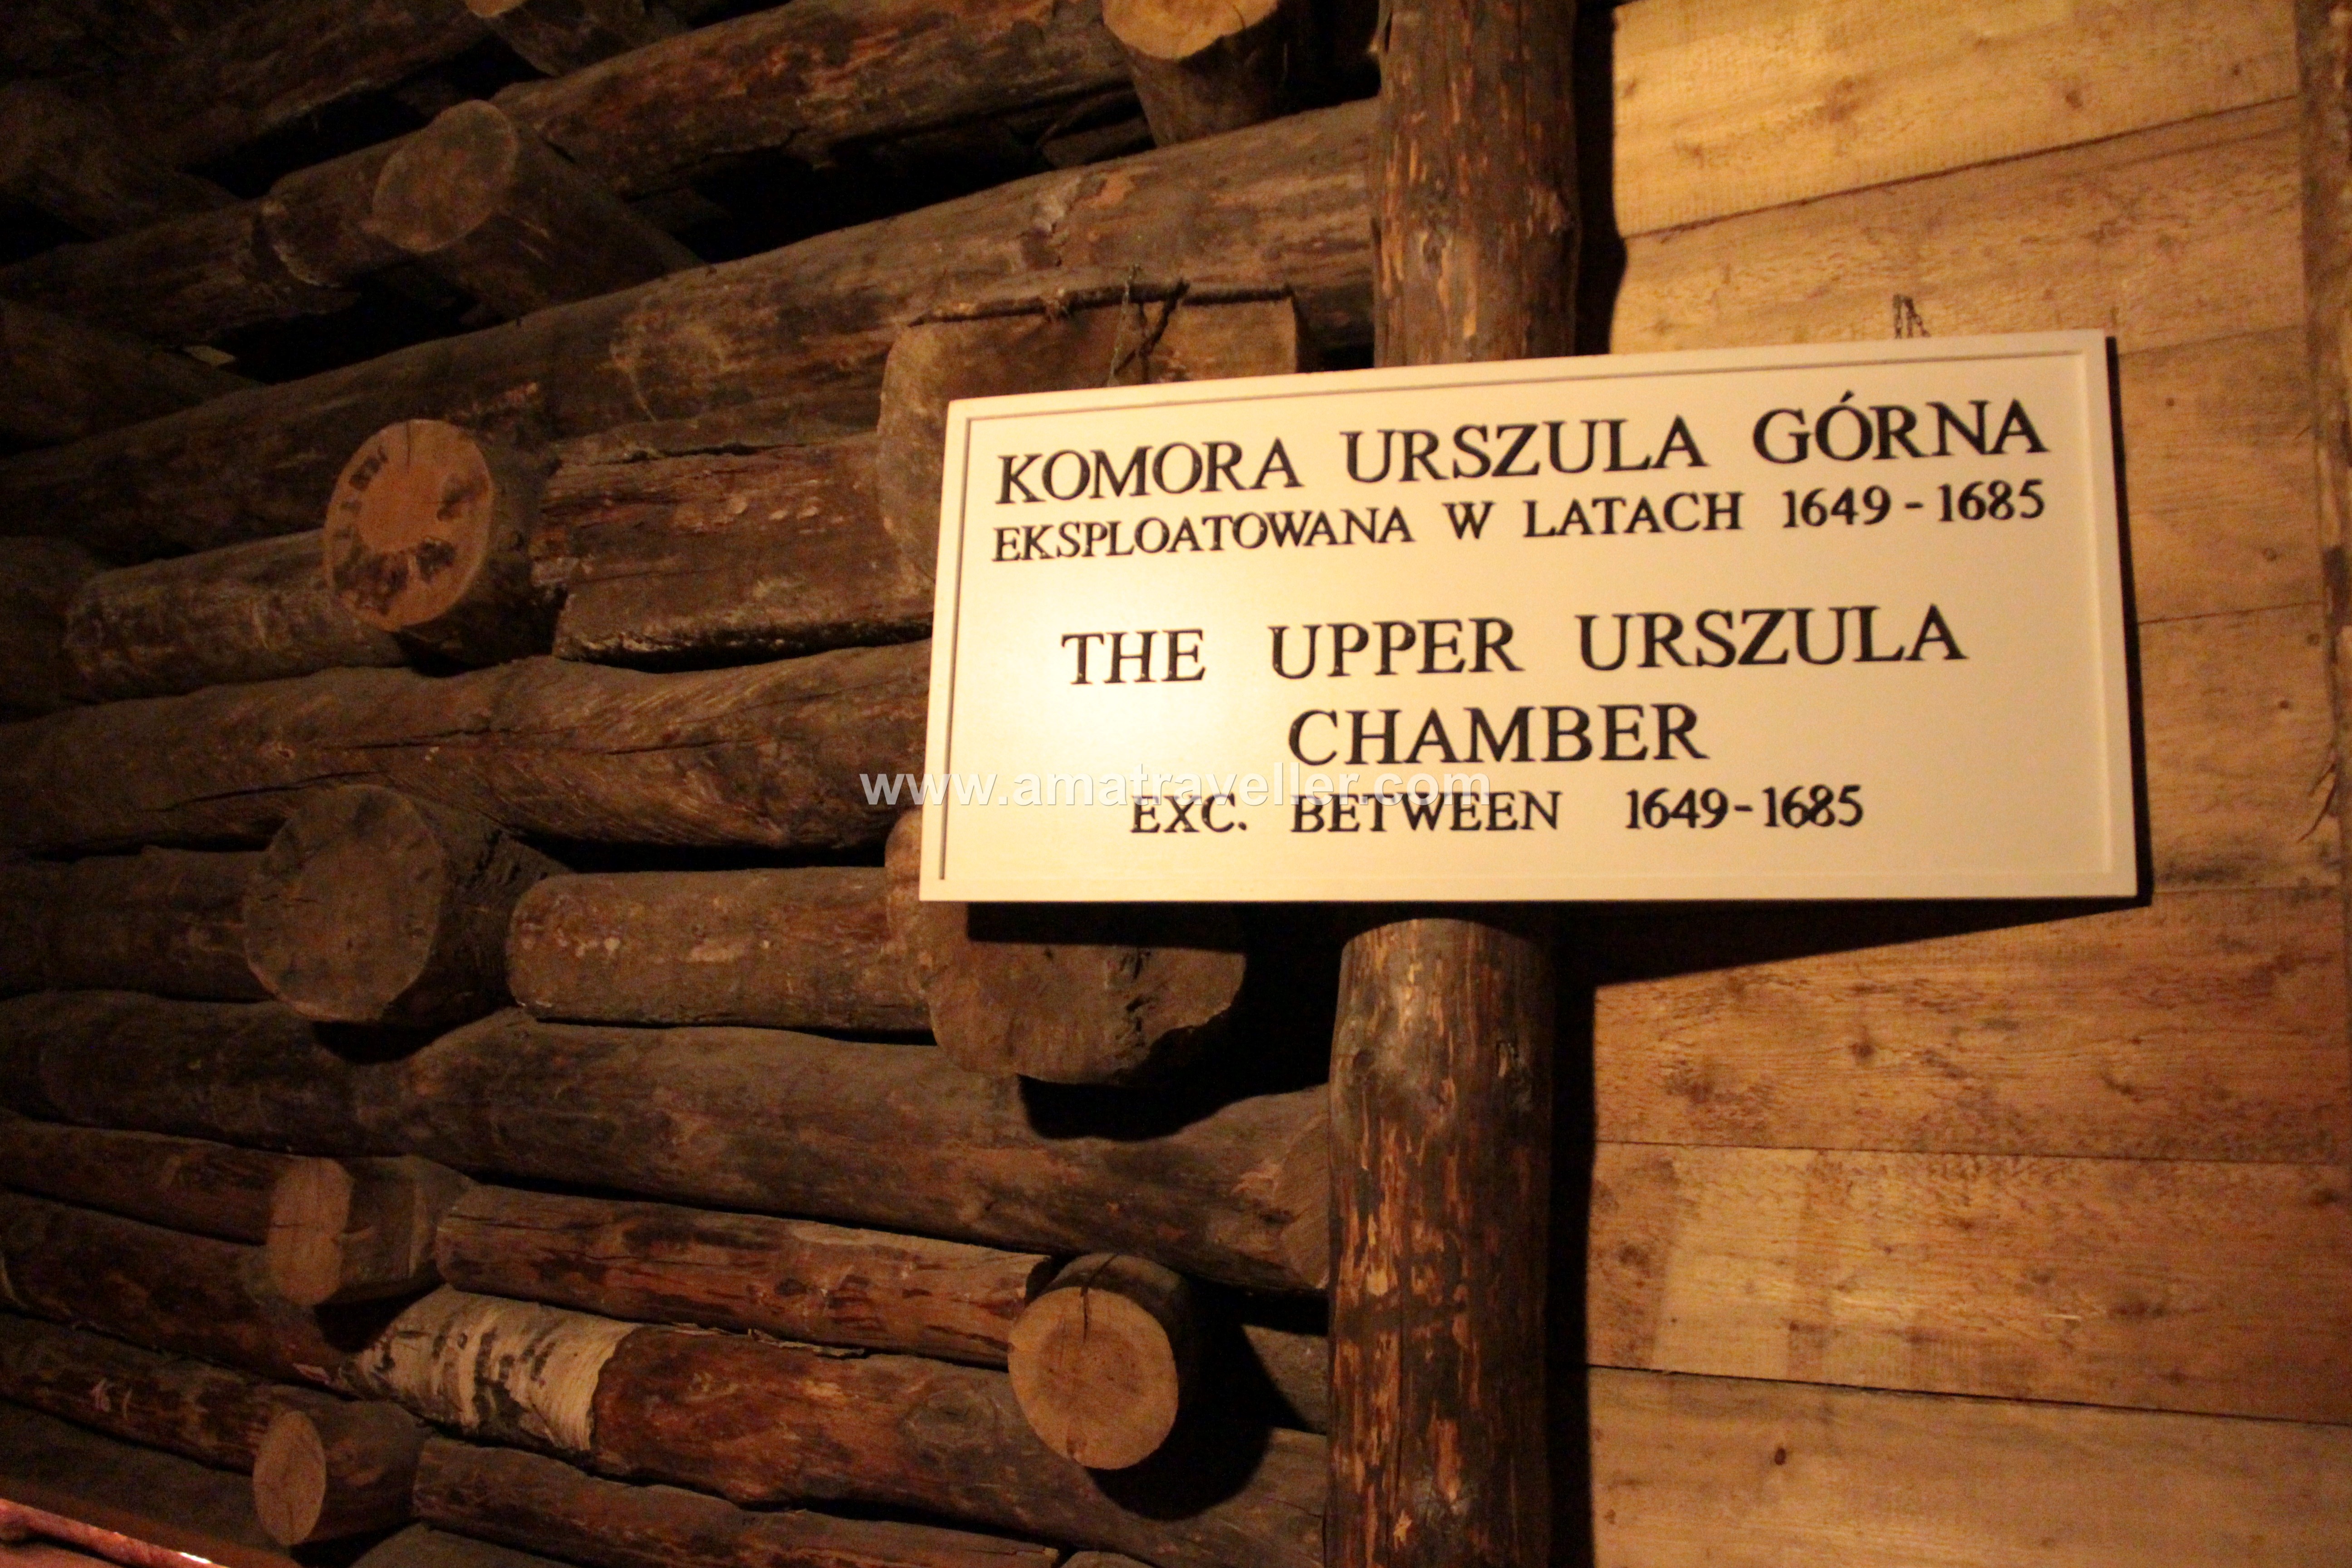 KOMORA URSZULA GÓRNA
EKSPLOATOWANA W LATACH 1649-1685
THE UPPER URSZULA
CHAMBER
www.amatraveller.com
EXC. BETWEEN 1649-1685